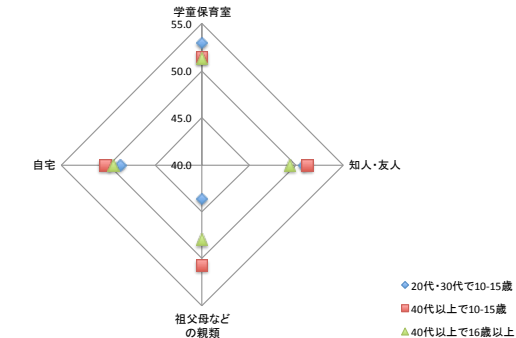 学童保育室
55.0
50.0
45.0
40.0
自宅
知人・友人
祖父母など
の親類
20代・30代で10-15歳
40代以上で10-15歳
40代以上で16歳以上